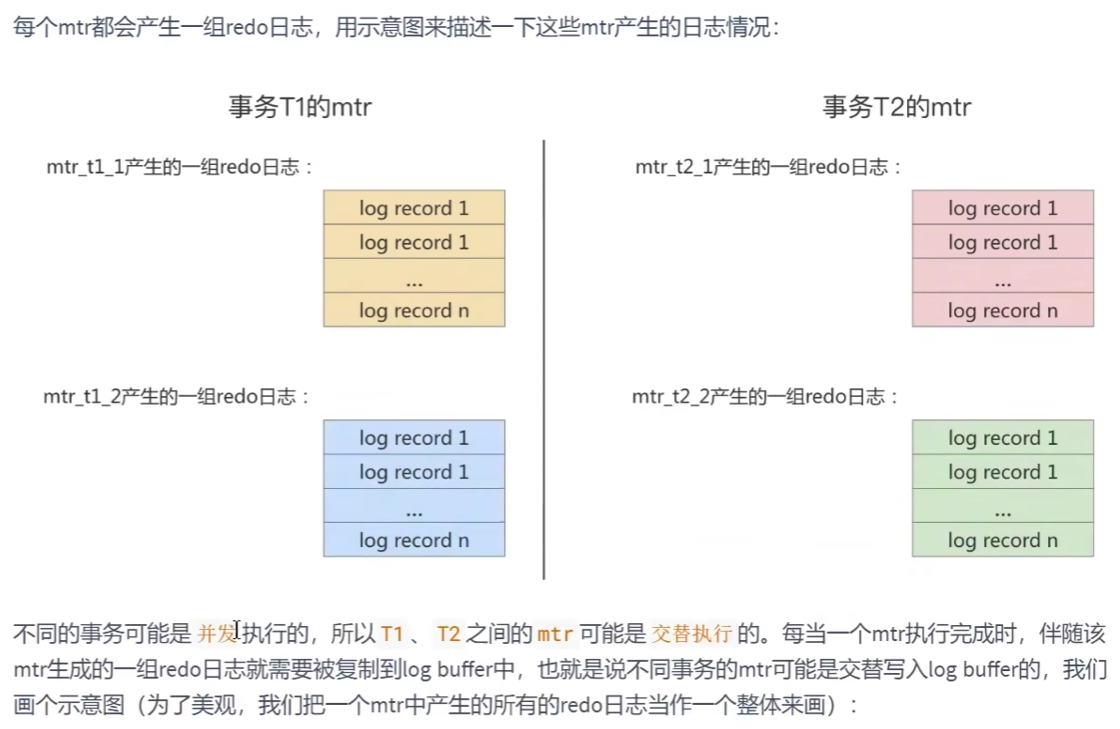 每个mtr都会产生一组redo日志，用示意图来描述一下这些mtr产生的日志情况：
事务T1的mtr
事务T2的mtr
mtr_t1_1产生的一组redo日志：
log record 1
log record 1
...
log record n
mtr_t2_1产生的一组redo日志：
log record 1
log record 1
...
log record n
mtr_t1_2产生的一组redo日志：
log record 1
log record 1
...
log record n
mtr_t2_2产生的一组redo日志：
log record 1
log record 1
...
log record n
不同的事务可能是 并发 执行的，所以 T1 、 T2 之间的 mtr 可能是 交替执行 的。每当一个mtr执行完成时，伴随该
mtr生成的一组redo日志就需要被复制到log buffer中，也就是说不同事务的mtr可能是交替写入log buffer的，我们
画个示意图（为了美观，我们把一个mtr中产生的所有的redo日志当作一个整体来画）：